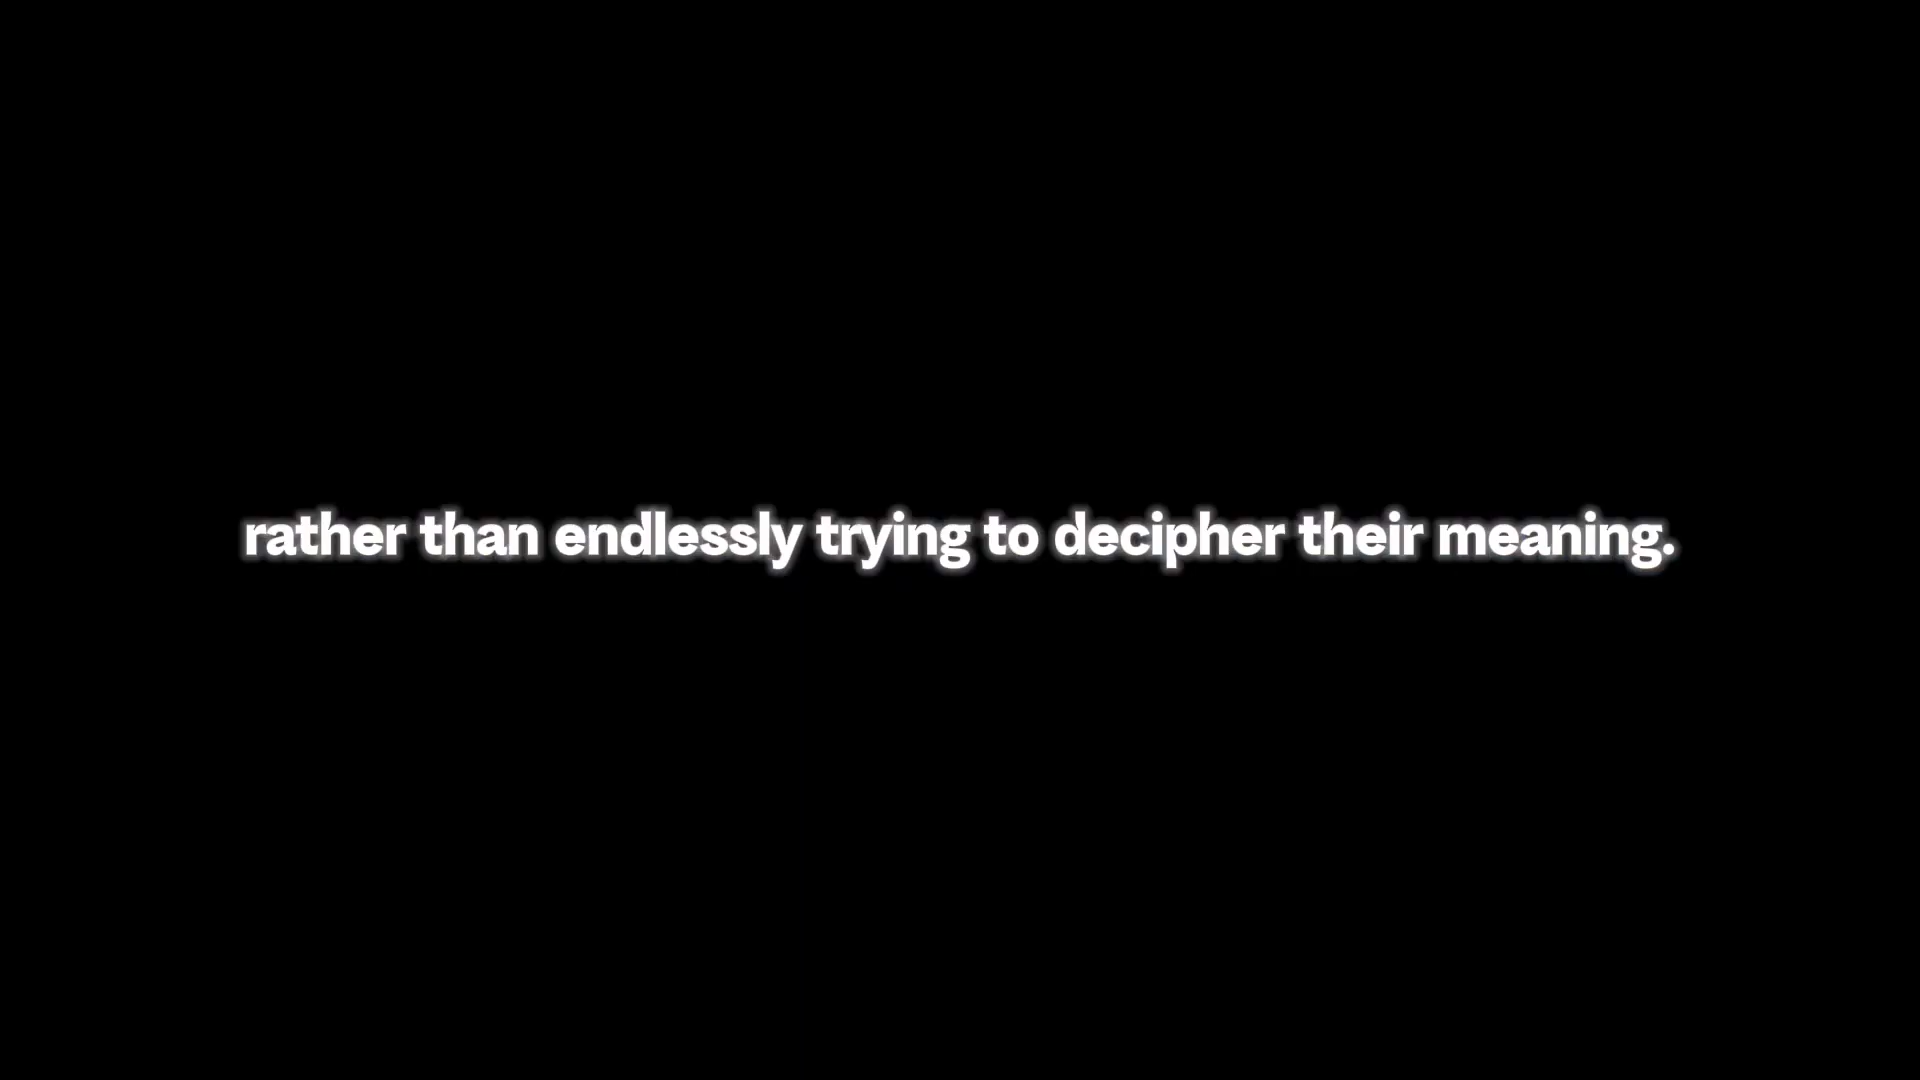 rather than endlessly trying to decipher their meaning.